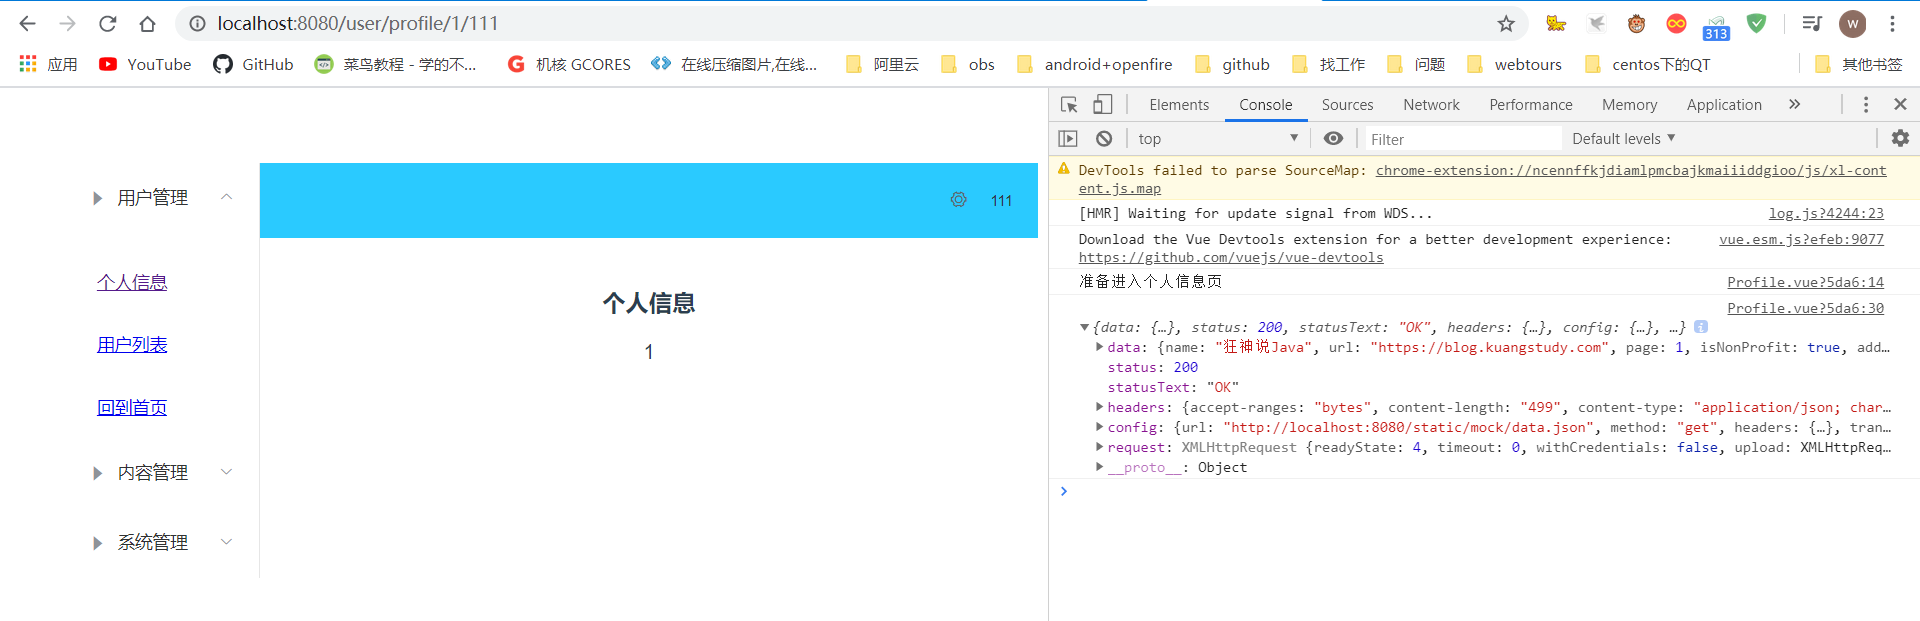 localhost:8080/user/profile/1/111
313
W
应用 YouTube GitHub 菜鸟教程 - 学的不... 机核 GCORES 在线压缩图片,在线... 阿里云 obs android+openfire github 找工作 问题 webtours centos下的QT 其他书签
用户管理
个人信息
用户列表
回到首页
内容管理
系统管理
111
个人信息
1
Elements Console Sources Network Performance Memory Application
top Filter Default levels
DevTools failed to parse SourceMap: chrome-extension://ncennffkjdiamlpmcbajkmaiiiddgioo/js/xl-cont
ent.js.map
[HMR] Waiting for update signal from WDS... log.js?4244:23
Download the Vue Devtools extension for a better development experience: vue.esm.js?efeb:9077
https://github.com/vuejs/vue-devtools
准备进入个人信息页 Profile.vue?5da6:14
Profile.vue?5da6:30
{data: {…}, status: 200, statusText: "OK", headers: {…}, config: {…}, …}
data: {name: "狂神说Java", url: "https://blog.kuangstudy.com", page: 1, isNonProfit: true, add…
status: 200
statusText: "OK"
headers: {accept-ranges: "bytes", content-length: "499", content-type: "application/json; char…
config: {url: "http://localhost:8080/static/mock/data.json", method: "get", headers: {…}, tran…
request: XMLHttpRequest {readyState: 4, timeout: 0, withCredentials: false, upload: XMLHttpReq…
__proto__: Object